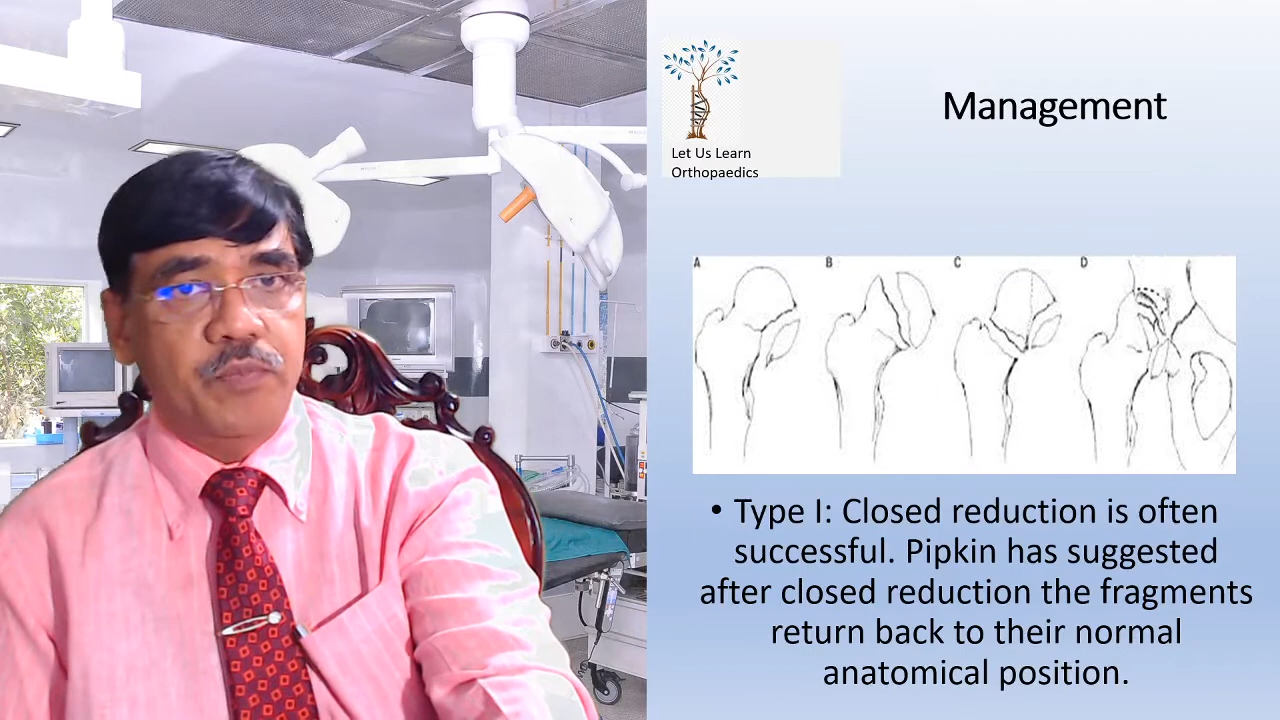 Let Us Learn
Orthopaedics
Management
A B C D
• Type I: Closed reduction is often
successful. Pipkin has suggested
after closed reduction the fragments
return back to their normal
anatomical position.